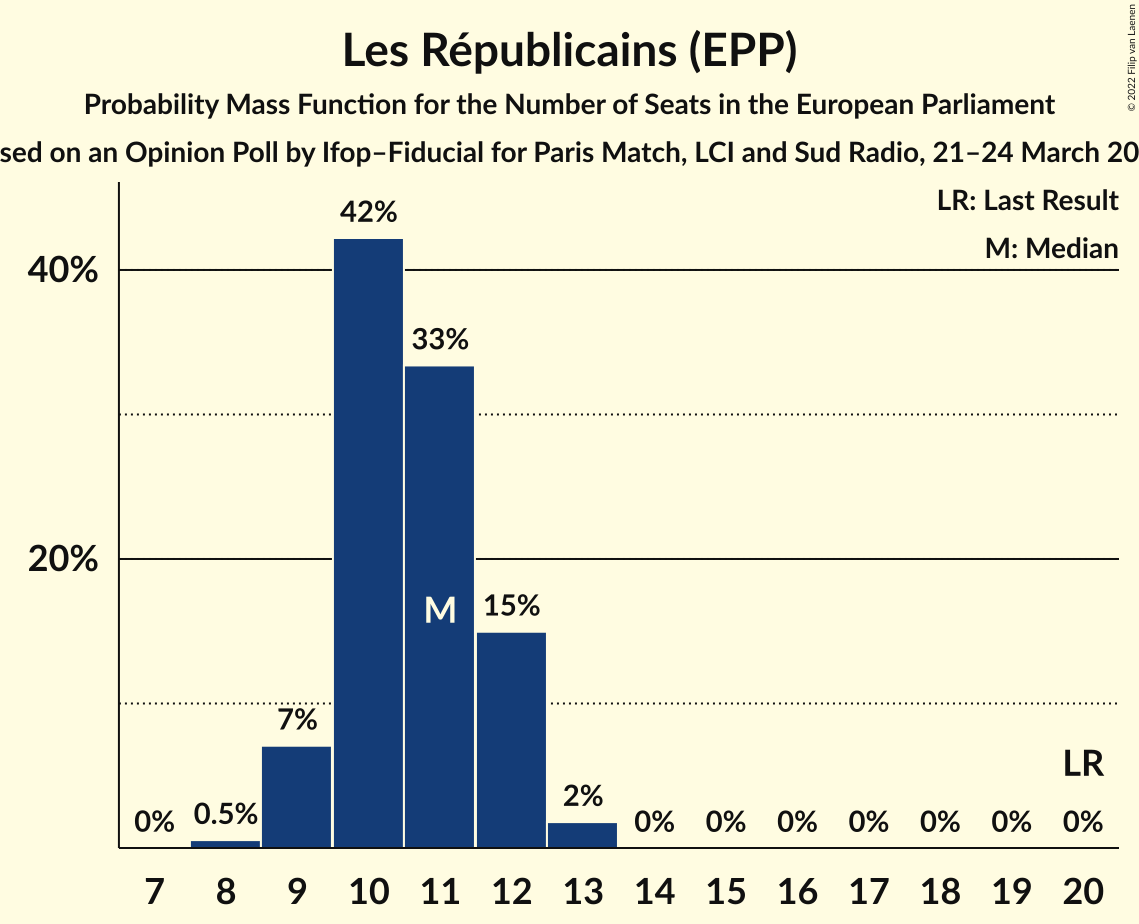 Les Républicains (EPP)
Probability Mass Function for the Number of Seats in the European Parliament
sed on an Opinion Poll by Ifop–Fiducial for Paris Match, LCI and Sud Radio, 21–24 March 20
© 2022 Filip van Laenen
LR: Last Result
M: Median
42%
40%
33%
20%
15%
M
7%
LR
0% 0.5% 2% 0% 0% 0% 0% 0% 0% 0%
7 8 9 10 11 12 13 14 15 16 17 18 19 20